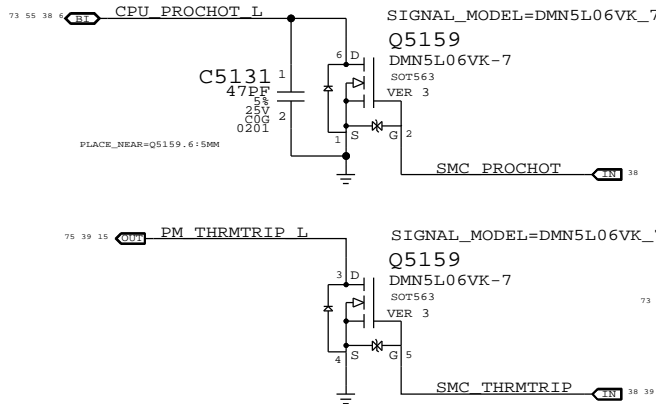 73 55 38 6 BI CPU_PROCHOT_L
SIGNAL_MODEL=DMN5L06VK_7
6 D
Q5159
DMN5L06VK-7
SOT563
VER 3
C5131 1
47PF
5%
25V 2
C0G
0201
S G 2
1
PLACE_NEAR=Q5159.6:5MM
SMC_PROCHOT IN 38
75 39 15 OUT PM_THRMTRIP_L
SIGNAL_MODEL=DMN5L06VK_
3 D
Q5159
DMN5L06VK-7
SOT563
VER 3
73
S G 5
4
SMC_THRMTRIP IN 38 39